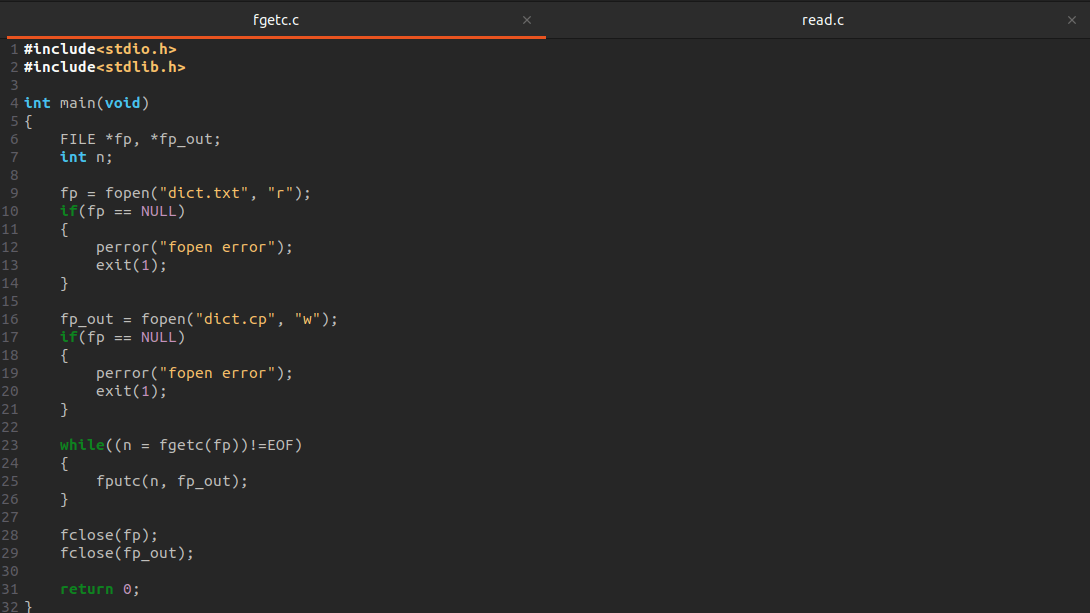 fgetc.c × read.c ×
1 #include<stdio.h>
2 #include<stdlib.h>
3
4 int main(void)
5 {
6     FILE *fp, *fp_out;
7     int n;
8
9     fp = fopen("dict.txt", "r");
10     if(fp == NULL)
11     {
12         perror("fopen error");
13         exit(1);
14     }
15
16     fp_out = fopen("dict.cp", "w");
17     if(fp == NULL)
18     {
19         perror("fopen error");
20         exit(1);
21     }
22
23     while((n = fgetc(fp))!=EOF)
24     {
25         fputc(n, fp_out);
26     }
27
28     fclose(fp);
29     fclose(fp_out);
30
31     return 0;
32 }